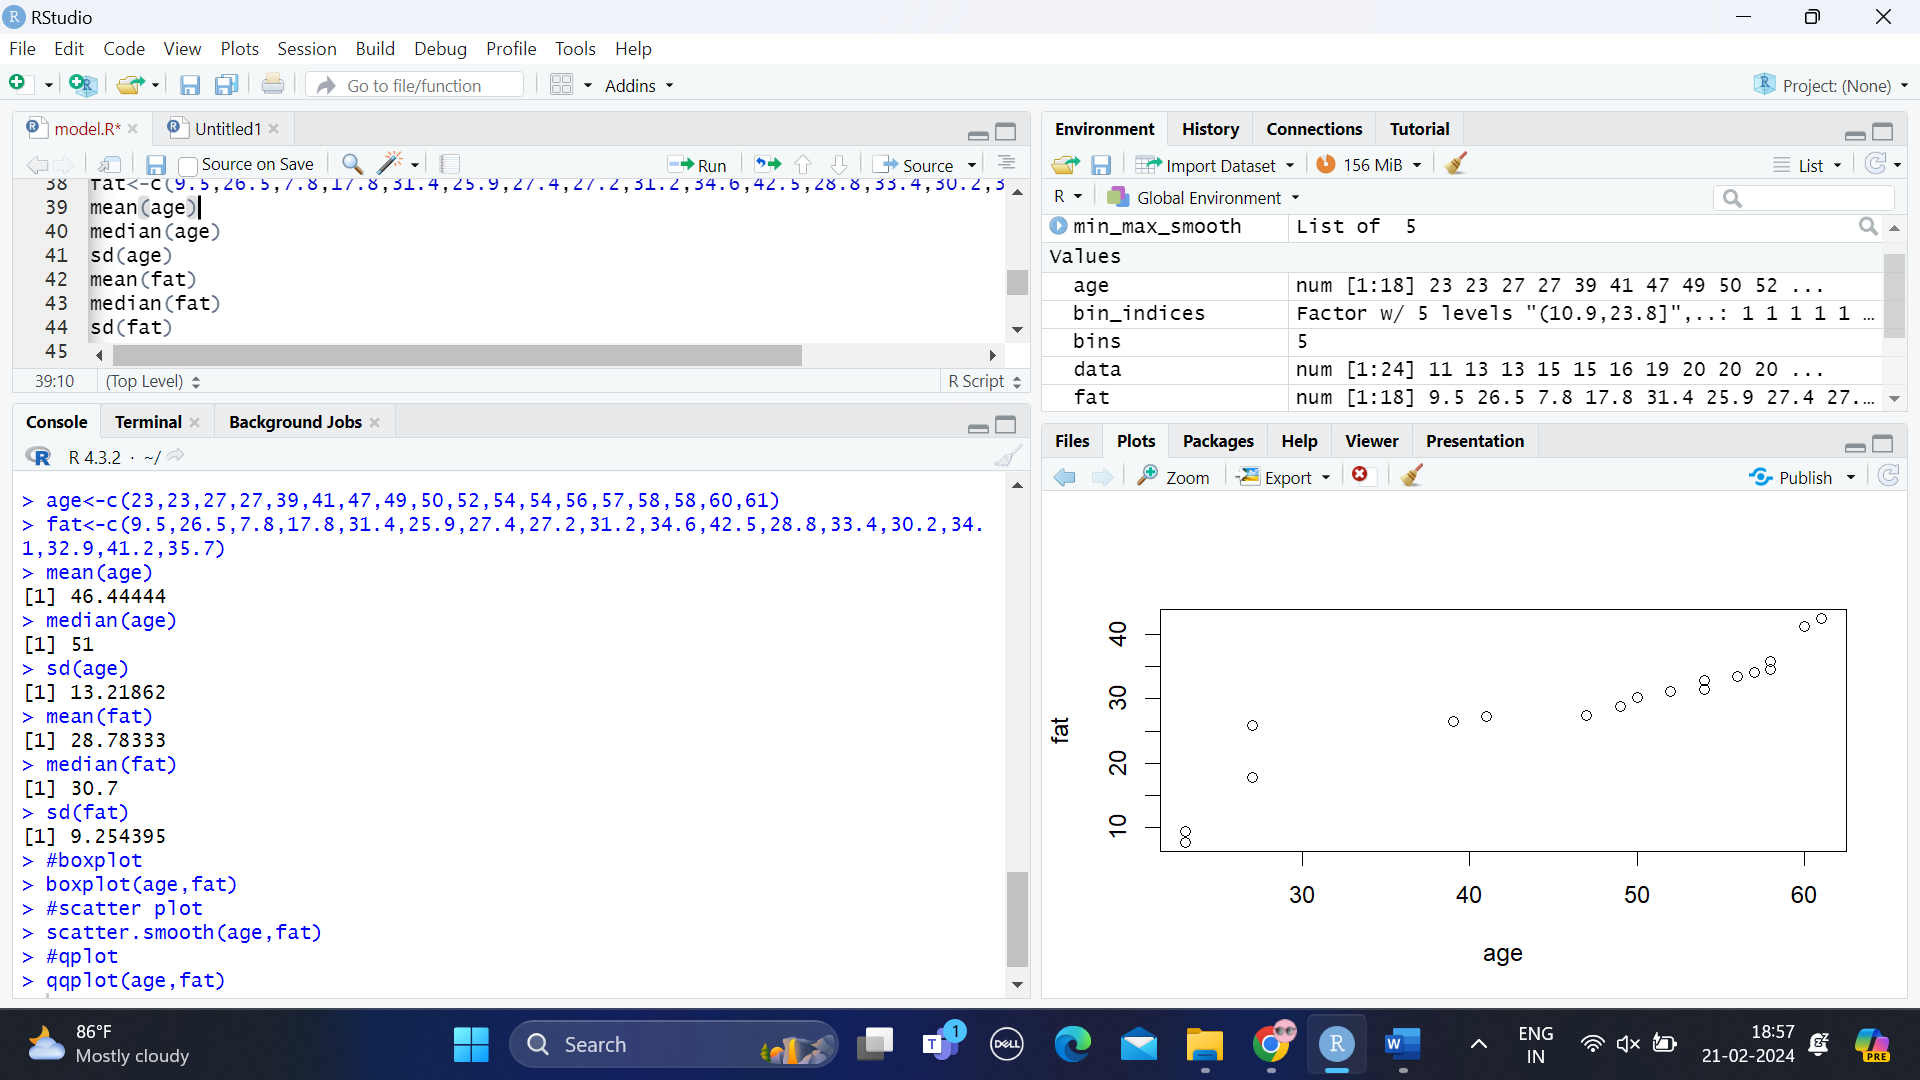 RStudio
File Edit Code View Plots Session Build Debug Profile Tools Help
Go to file/function Addins Project: (None)
model.R* Untitled1
Source on Save Run Source
38 fat<-c(9.5,26.5,7.8,17.8,31.4,25.9,27.4,27.2,31.2,34.6,42.5,28.8,33.4,30.2,3
39 mean(age)
40 median(age)
41 sd(age)
42 mean(fat)
43 median(fat)
44 sd(fat)
45
39:10 (Top Level) R Script
Console Terminal Background Jobs
R 4.3.2 · ~/
> age<-c(23,23,27,27,39,41,47,49,50,52,54,54,56,57,58,58,60,61)
> fat<-c(9.5,26.5,7.8,17.8,31.4,25.9,27.4,27.2,31.2,34.6,42.5,28.8,33.4,30.2,34.
1,32.9,41.2,35.7)
> mean(age)
[1] 46.44444
> median(age)
[1] 51
> sd(age)
[1] 13.21862
> mean(fat)
[1] 28.78333
> median(fat)
[1] 30.7
> sd(fat)
[1] 9.254395
> #boxplot
> boxplot(age,fat)
> #scatter plot
> scatter.smooth(age,fat)
> #qplot
> qqplot(age,fat)
Environment History Connections Tutorial
Import Dataset 156 MiB List
R Global Environment
min_max_smooth List of 5
Values
age num [1:18] 23 23 27 27 39 41 47 49 50 52 ...
bin_indices Factor w/ 5 levels "(10.9,23.8]",..: 1 1 1 1 1 …
bins 5
data num [1:24] 11 13 13 15 15 16 19 20 20 20 ...
fat num [1:18] 9.5 26.5 7.8 17.8 31.4 25.9 27.4 27.…
Files Plots Packages Help Viewer Presentation
Zoom Export Publish
fat
40
30
20
10
30 40 50 60
age
86°F
Mostly cloudy
Search
T 1 DELL R W
ENG
IN
18:57
21-02-2024
PRE